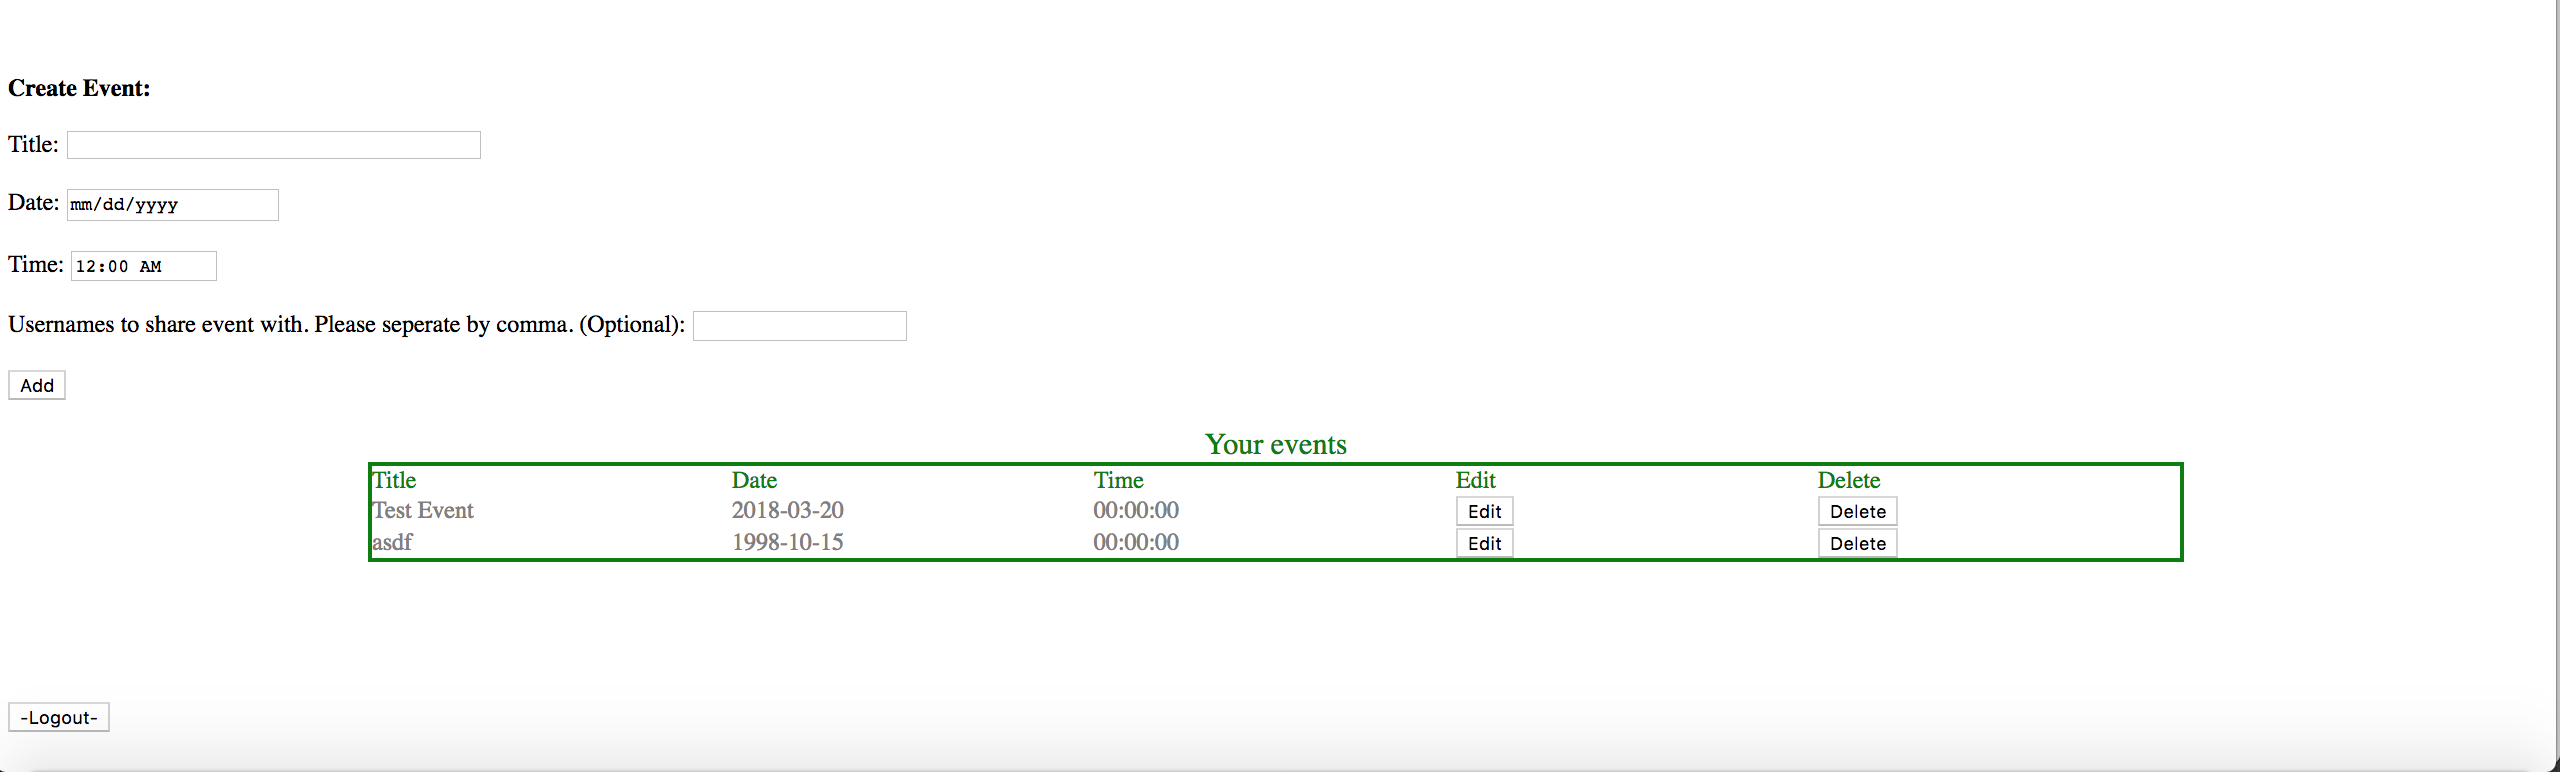 Create Event:
Title:
Date: mm/dd/yyyy
Time: 12:00 AM
Usernames to share event with. Please seperate by comma. (Optional):
Add
Your events
Title Date Time Edit Delete
Test Event 2018-03-20 00:00:00 Edit Delete
asdf 1998-10-15 00:00:00 Edit Delete
-Logout-